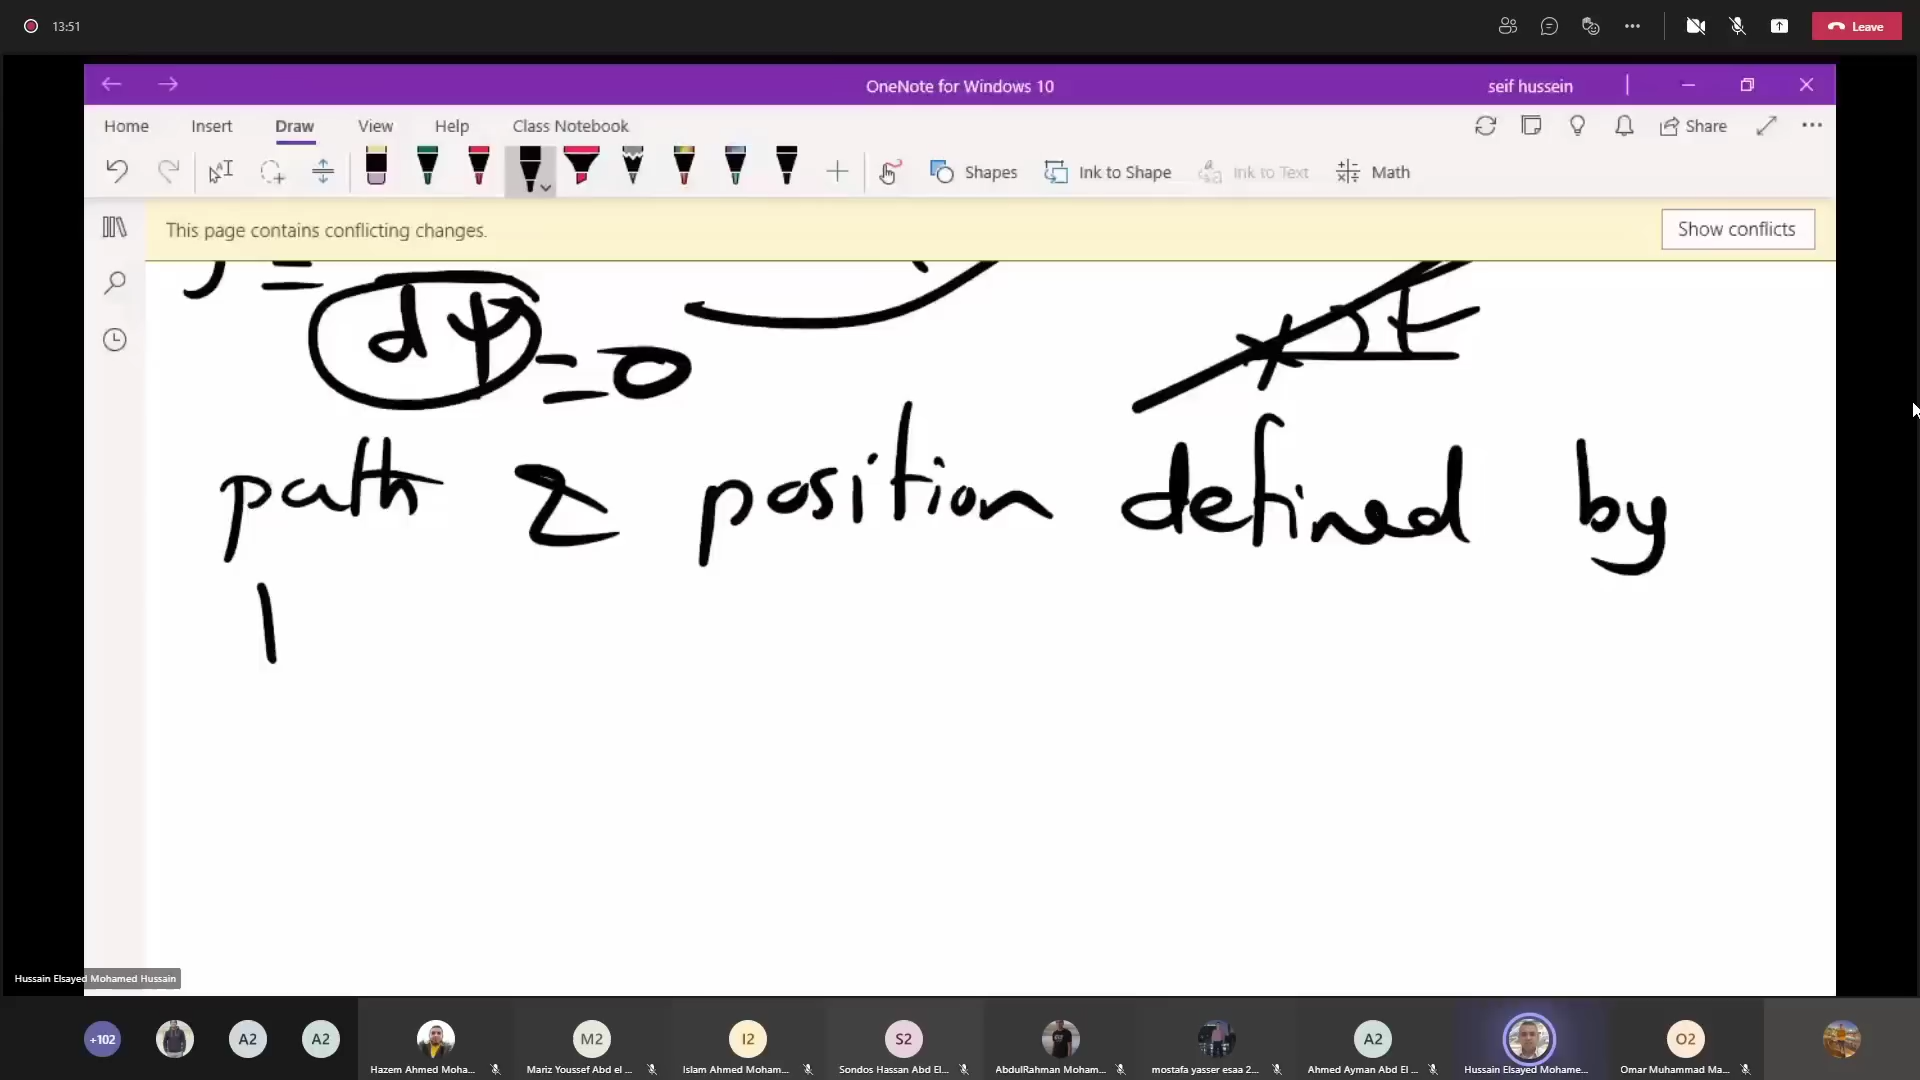 13:51
Leave
OneNote for Windows 10
seif hussein
Home Insert Draw View Help Class Notebook
Share
Shapes Ink to Shape Ink to Text Math
This page contains conflicting changes.
Show conflicts
dψ = 0
t
path & position defined by
Hussain Elsayed Mohamed Hussain
+102 A2 A2 M2 I2 S2 A2 O2
Hazem Ahmed Moha... Mariz Youssef Abd el ... Islam Ahmed Moham... Sondos Hassan Abd El... AbdulRahman Moham... mostafa yasser esaa 2... Ahmed Ayman Abd El ... Hussain Elsayed Mohame... Omar Muhammad Ma...